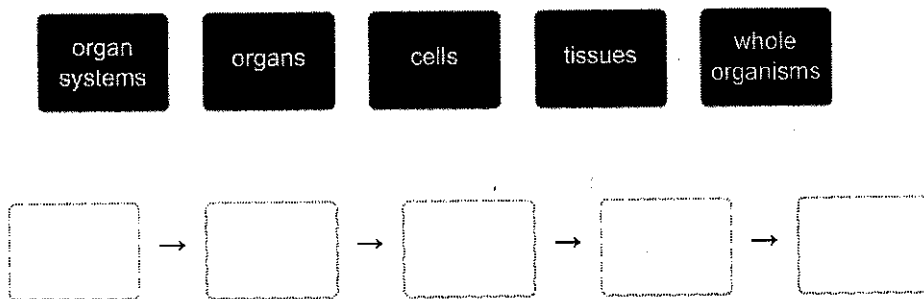 organ
systems
organs
cells
tissues
whole
organisms
→ → → →